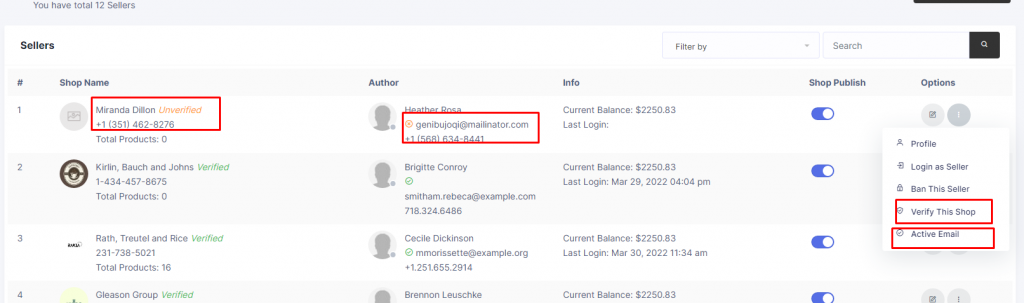 You have total 12 Sellers
Sellers
Filter by
Search
# Shop Name Author Info Shop Publish Options
1 Miranda Dillon Unverified Heather Rosa Current Balance: $2250.83
+1 (351) 462-8276 genibujoqi@mailinator.com Last Login:
Total Products: 0 +1 (568) 634-8441
Profile
Login as Seller
Ban This Seller
Verify This Shop
Active Email
2 Kirlin, Bauch and Johns Verified Brigitte Conroy Current Balance: $2250.83
1-434-457-8675 Last Login: Mar 29, 2022 04:04 pm
Total Products: 0 smitham.rebeca@example.com
718.324.6486
3 Rath, Treutel and Rice Verified Cecile Dickinson Current Balance: $2250.83
231-738-5021 mmorissette@example.org Last Login: Mar 30, 2022 11:34 am
Total Products: 16 +1.251.655.2914
4 Gleason Group Verified Brennon Leuschke Current Balance: $2250.83